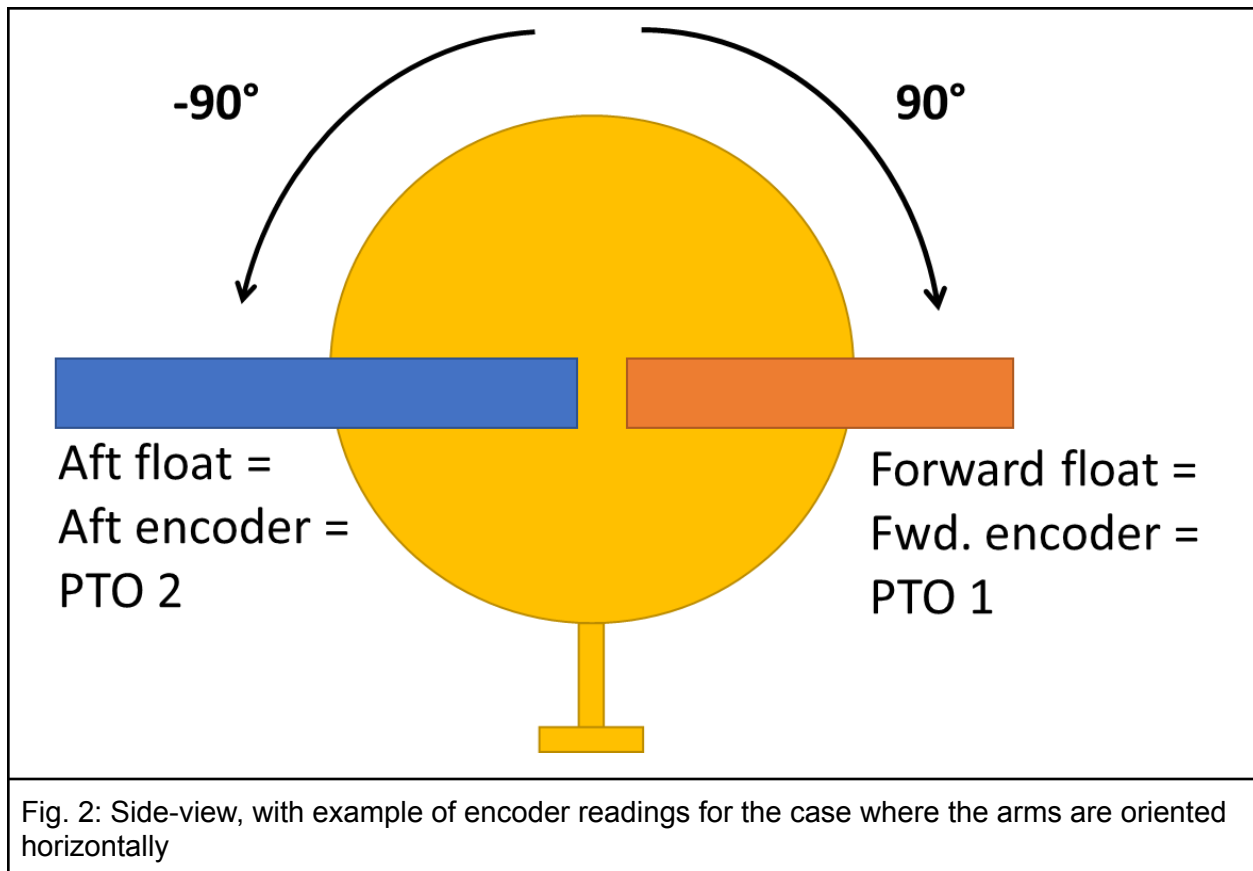 -90°
90°
Aft float =
Aft encoder =
PTO 2
Forward float =
Fwd. encoder =
PTO 1
Fig. 2: Side-view, with example of encoder readings for the case where the arms are oriented
horizontally